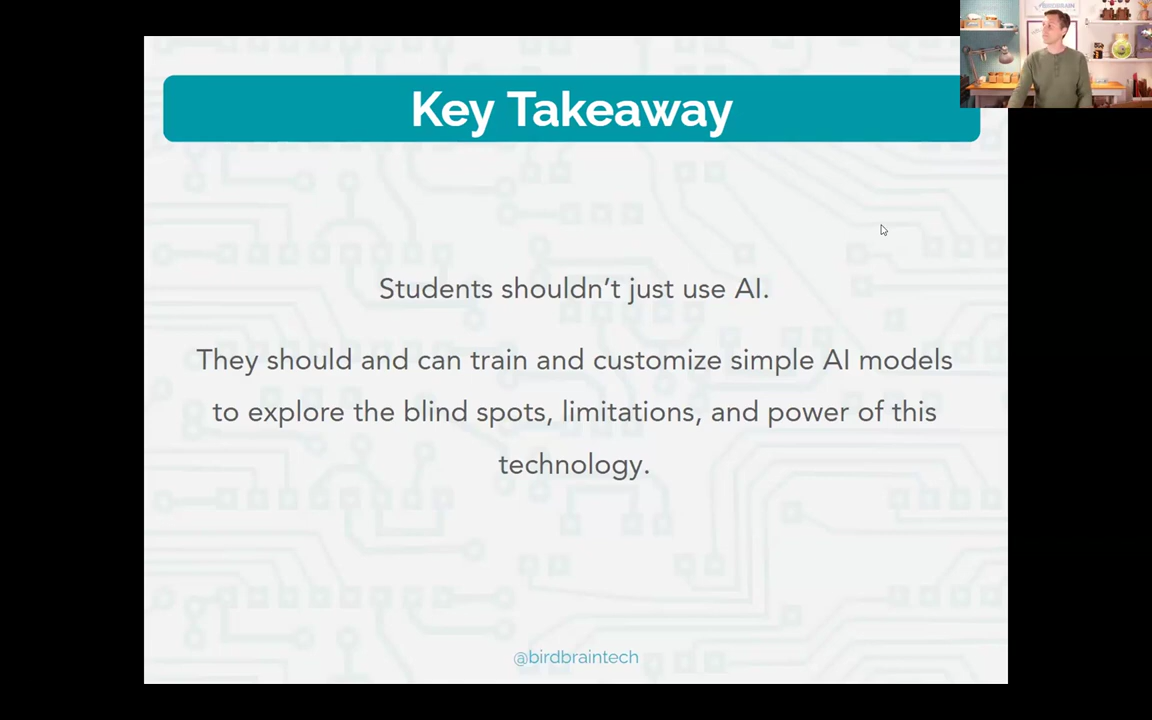 Key Takeaway
Students shouldn't just use AI.
They should and can train and customize simple AI models
to explore the blind spots, limitations, and power of this
technology.
@birdbraintech
BIRDBRAIN